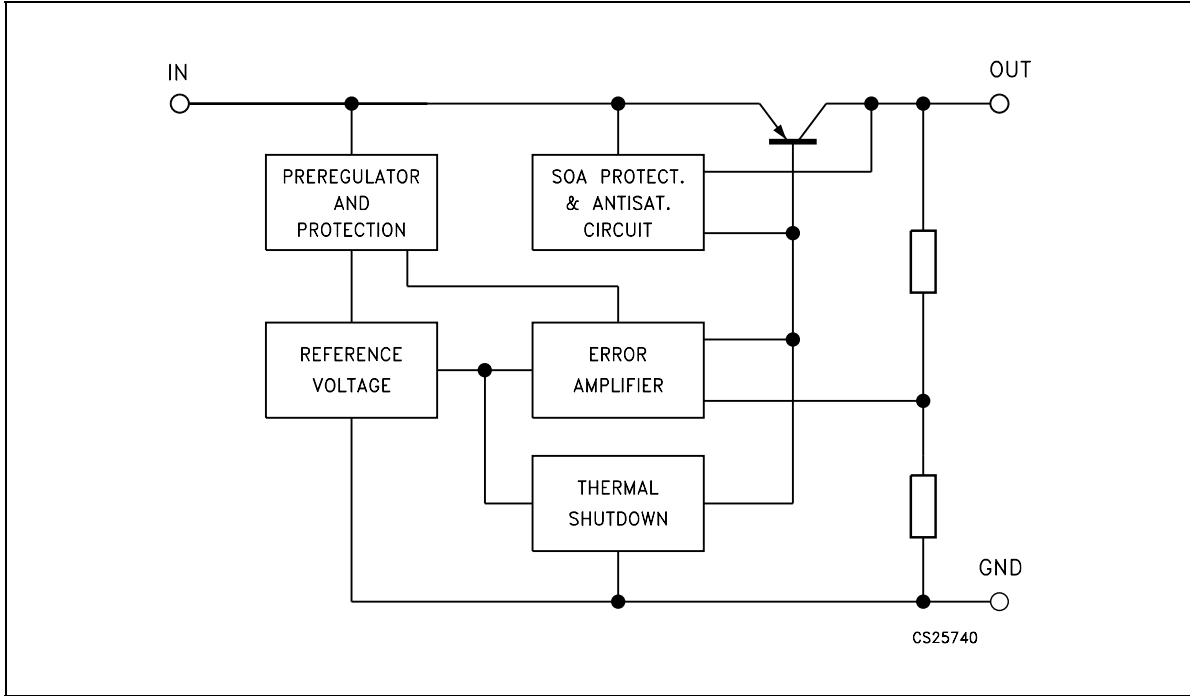 IN
OUT
PREREGULATOR
AND
PROTECTION
SOA PROTECT.
& ANTISAT.
CIRCUIT
REFERENCE
VOLTAGE
ERROR
AMPLIFIER
THERMAL
SHUTDOWN
GND
CS25740